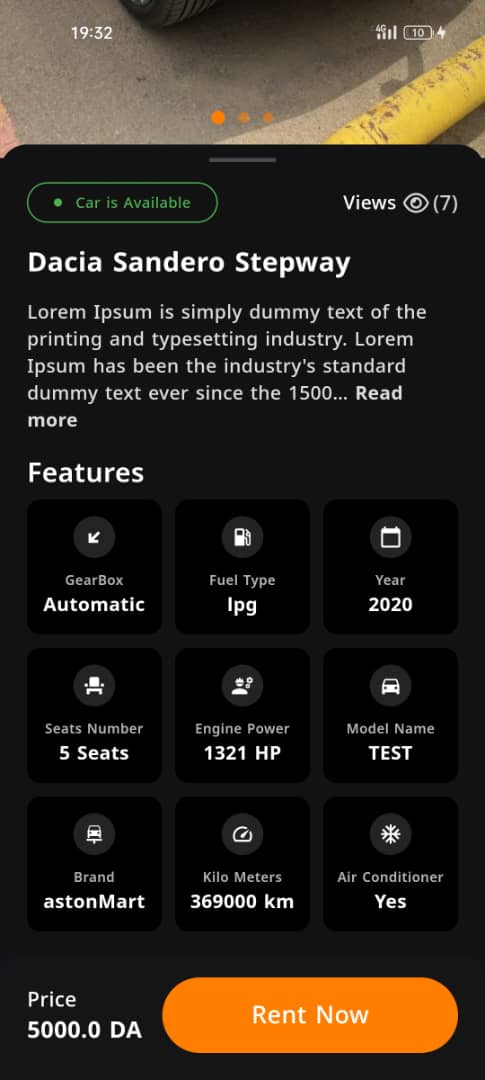 19:32
4G
10
Car is Available
Views (7)
Dacia Sandero Stepway
Lorem Ipsum is simply dummy text of the
printing and typesetting industry. Lorem
Ipsum has been the industry's standard
dummy text ever since the 1500... Read
more
Features
GearBox
Automatic
Fuel Type
lpg
Year
2020
Seats Number
5 Seats
Engine Power
1321 HP
Model Name
TEST
Brand
astonMart
Kilo Meters
369000 km
Air Conditioner
Yes
Price
5000.0 DA
Rent Now